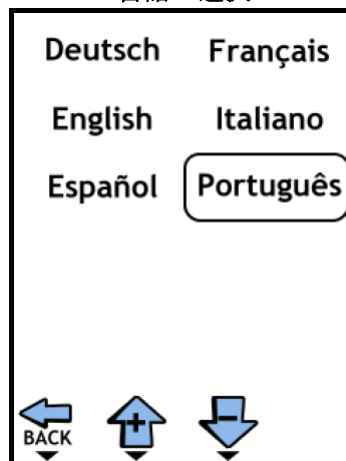 Deutsch Français
English Italiano
Español Português
+ -
BACK